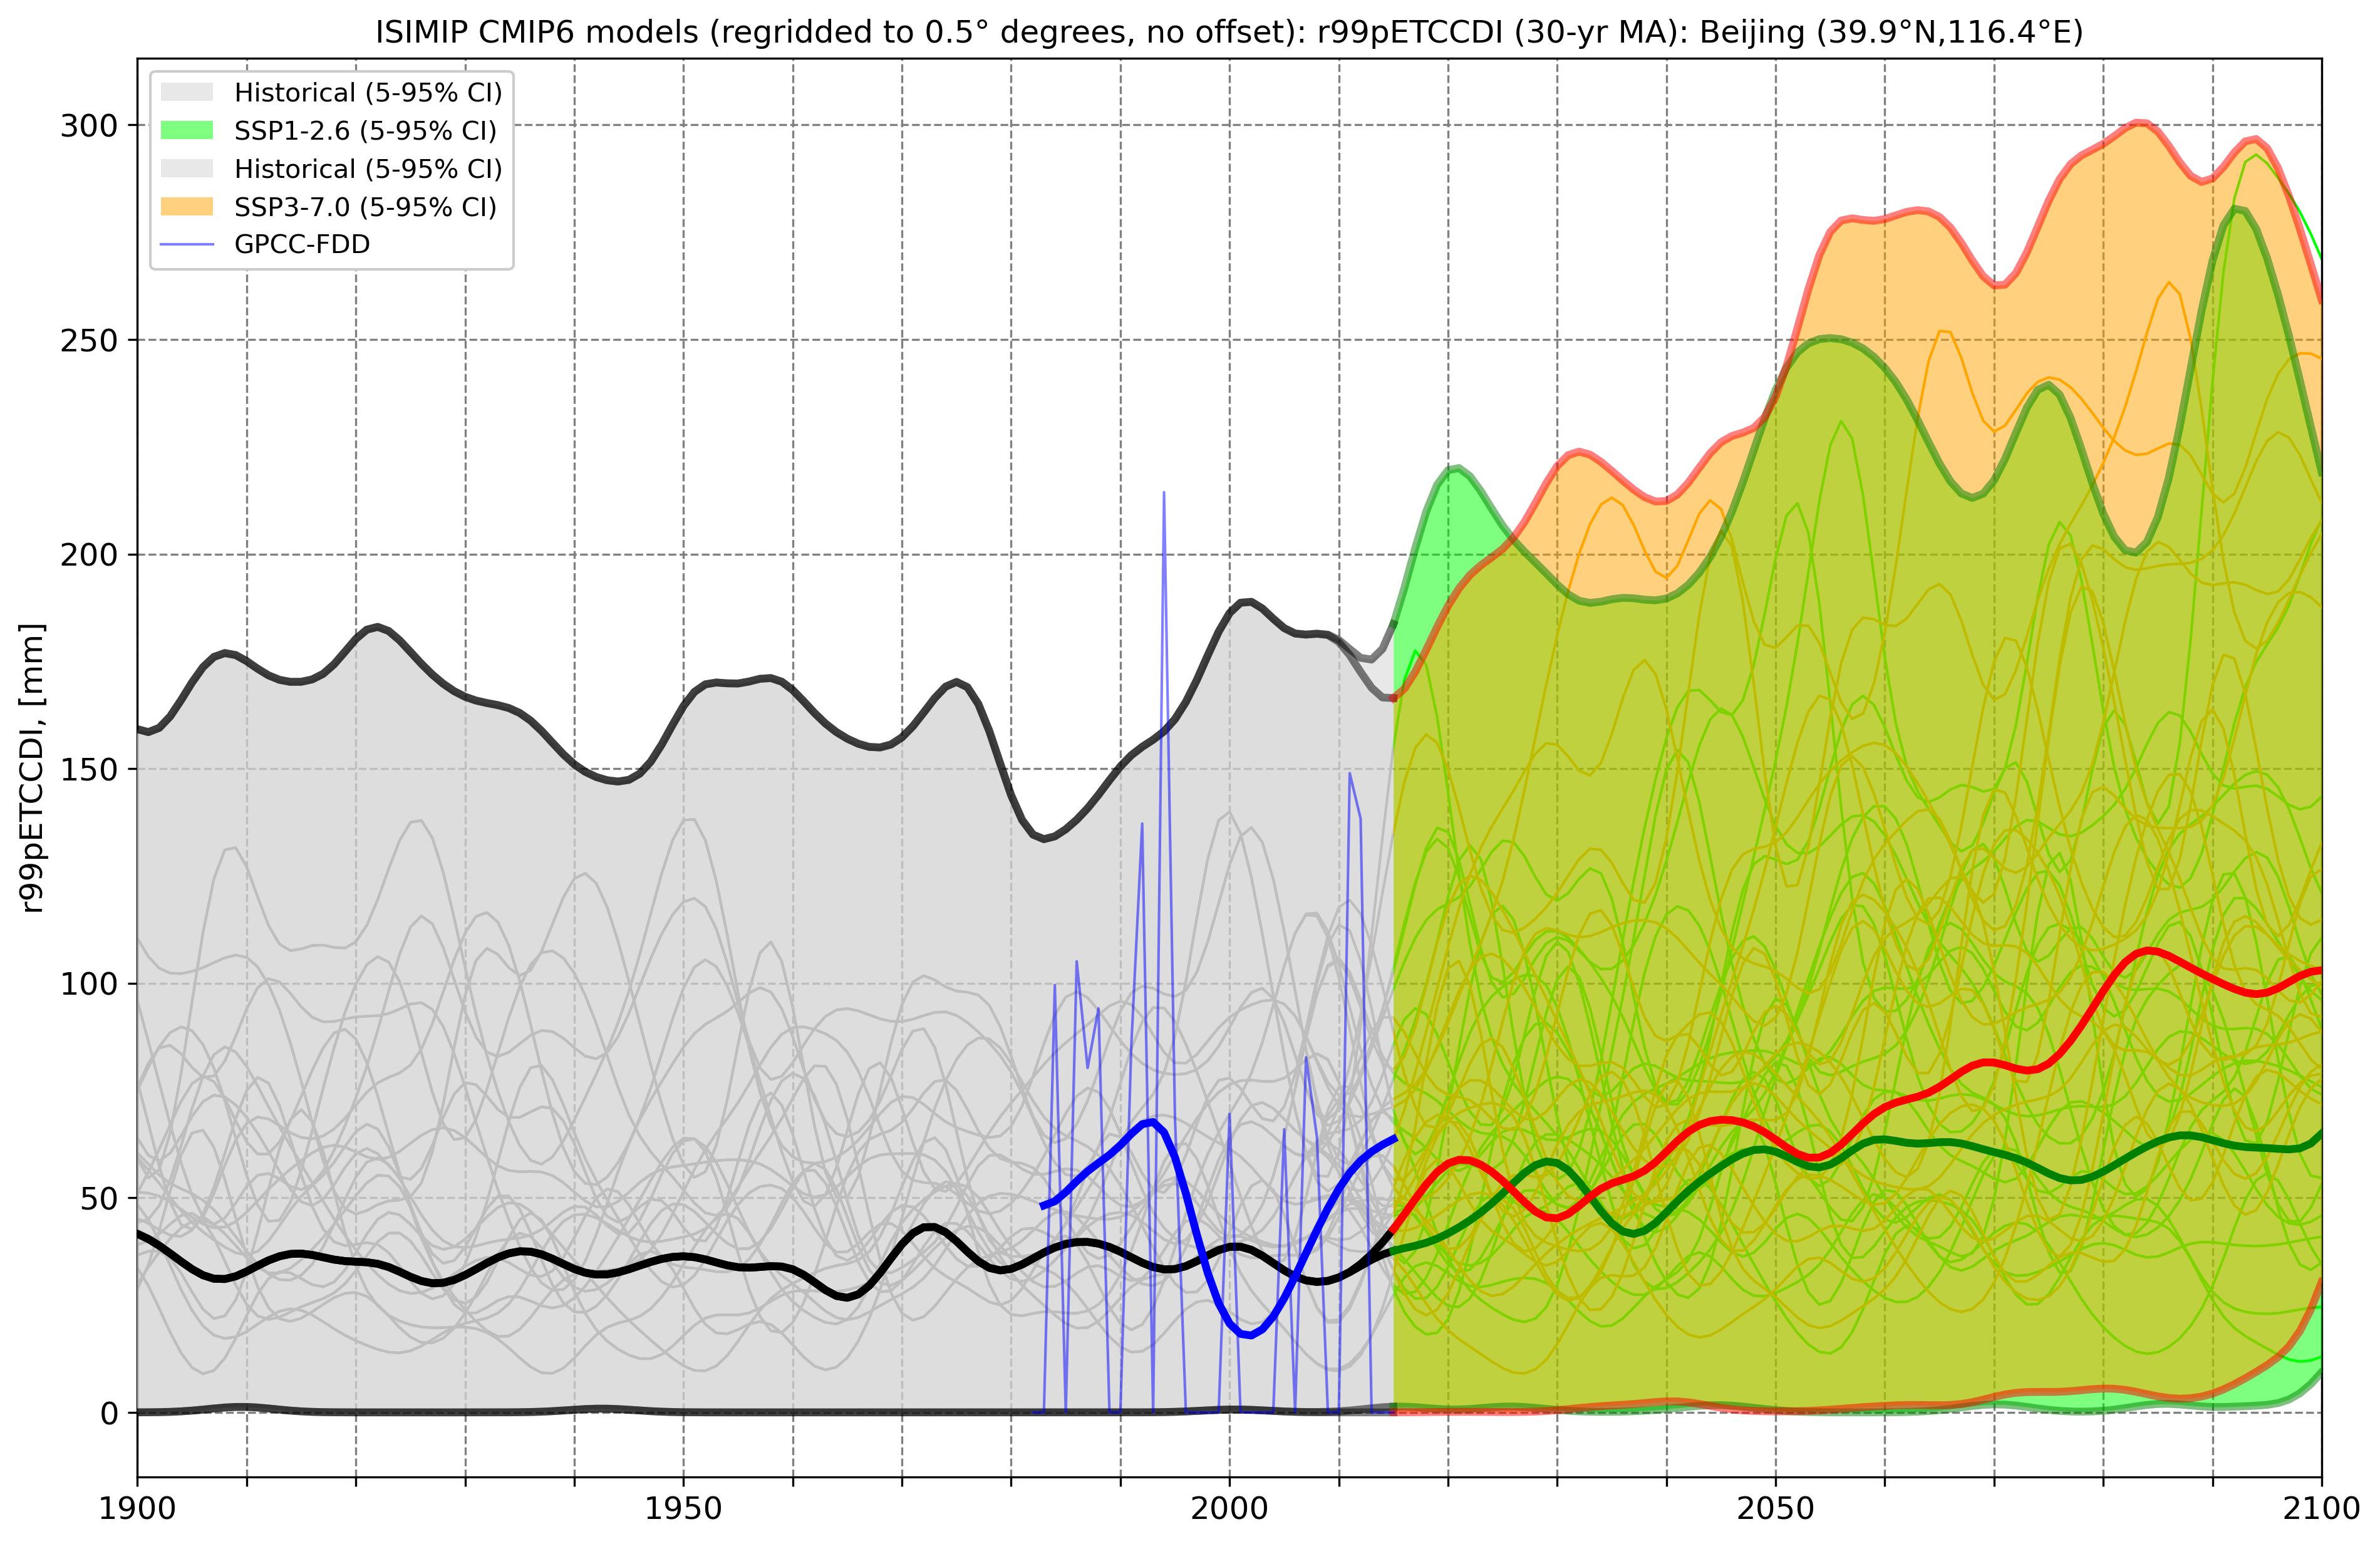 ISIMIP CMIP6 models (regridded to 0.5° degrees, no offset): r99pETCCDI (30-yr MA): Beijing (39.9°N,116.4°E)
Historical (5-95% CI)
SSP1-2.6 (5-95% CI)
Historical (5-95% CI)
SSP3-7.0 (5-95% CI)
GPCC-FDD
r99pETCCDI, [mm]
300
250
200
150
100
50
0
1900
1950
2000
2050
2100